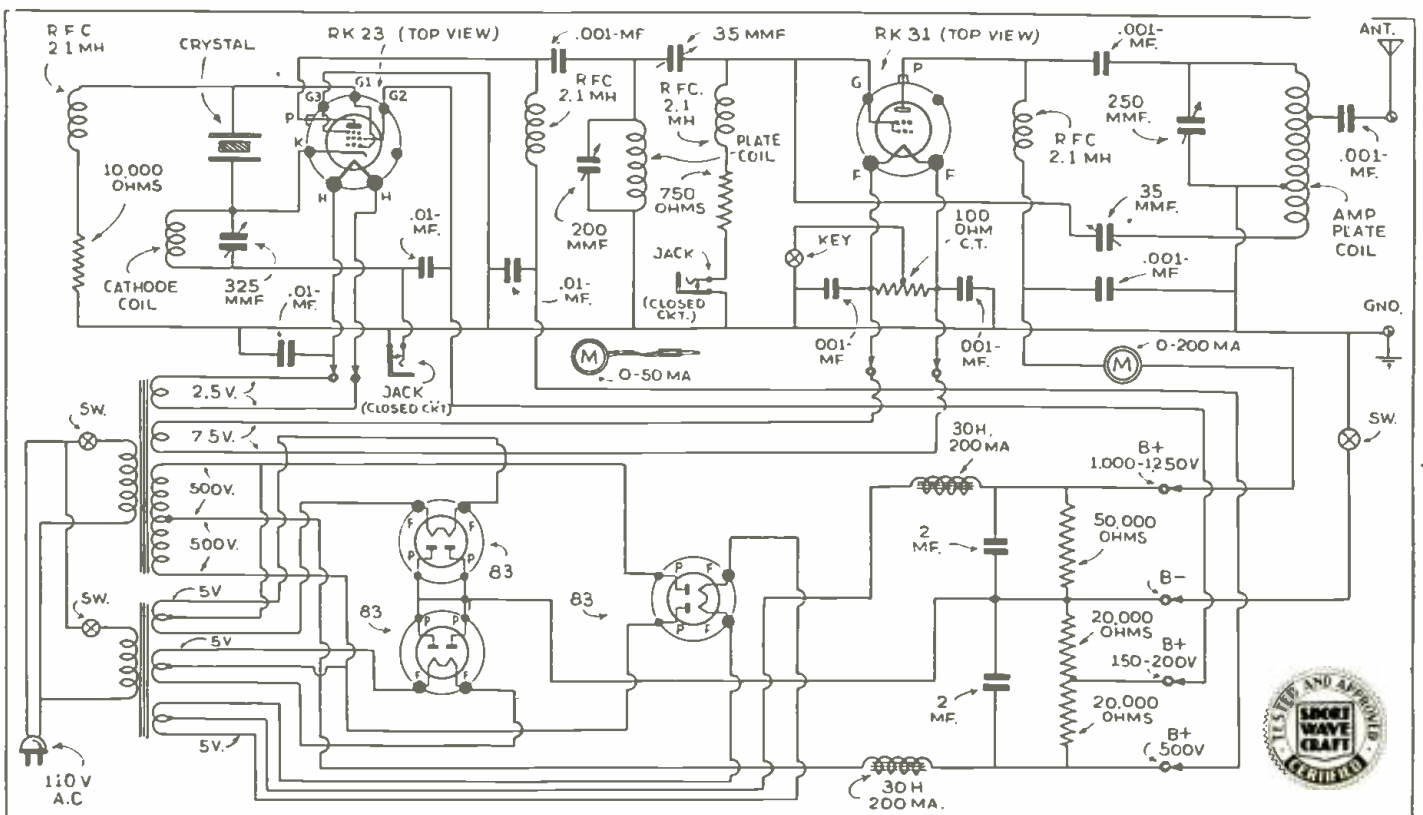 R F C
2.1 MH
CRYSTAL
RK 23 (TOP VIEW)
.001-MF
35 MMF
RK 31 (TOP VIEW)
.001-
MF.
ANT.
G3
G1
G2
P
K
H
H
10,000
OHMS
CATHODE
COIL
325
MMF
.01-
MF.
.01-
MF.
RFC
2.1 MH
.01-
MF.
200
MMF
R FC.
2.1
MH
PLATE
COIL
750
OHMS
JACK
(CLOSED
CKT.)
G
P
F
F
KEY
100
OHM
C.T.
001-
MF
001-
MF.
R F C
2.1 MH
250
MMF.
35
MMF.
.001-
MF
.001-
MF.
AMP
PLATE
COIL
GND.
JACK
(CLOSED CKT)
M
0-50 MA
M
0-200 MA
SW.
SW.
SW.
110 V
A.C
2.5V.
7.5V.
500V.
500V.
5V
5V
5V.
F
F
P
P
83
83
P
P
F
F
83
P
P
F
F
30H,
200 MA
2
MF.
2
MF.
30 H
200 MA.
50,000
OHMS
20,000
OHMS
20,000
OHMS
B+
1,000-1250V
B-
B+
150-200V
B+
500V
TESTED AND APPROVED
SHORT
WAVE
CRAFT
CERTIFIED